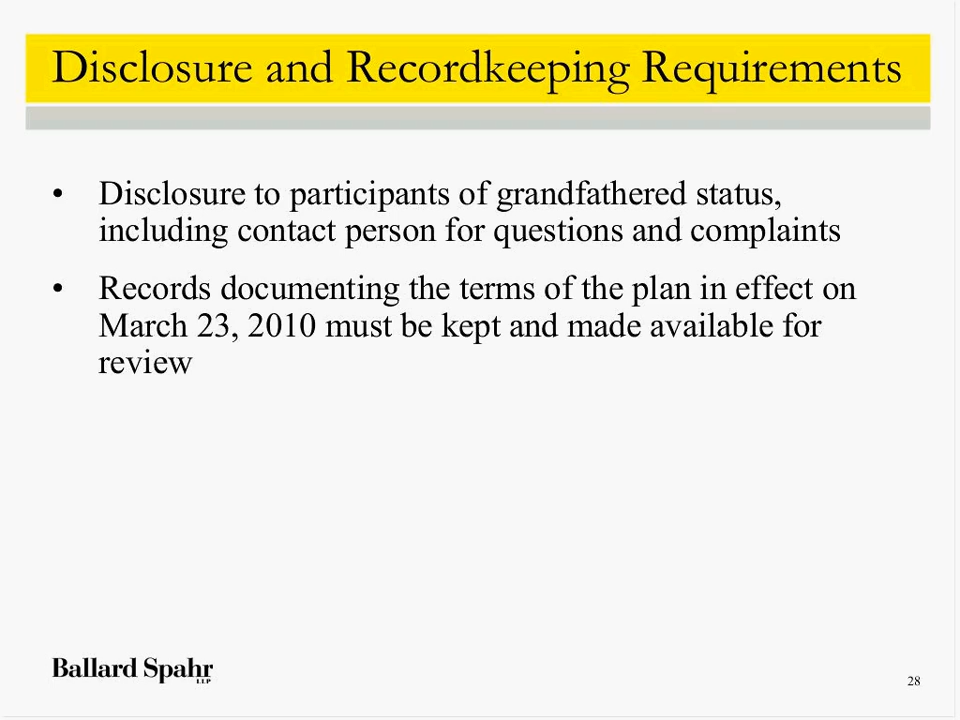 Disclosure and Recordkeeping Requirements
• Disclosure to participants of grandfathered status,
including contact person for questions and complaints
• Records documenting the terms of the plan in effect on
March 23, 2010 must be kept and made available for
review
Ballard Spahr
LLP
28